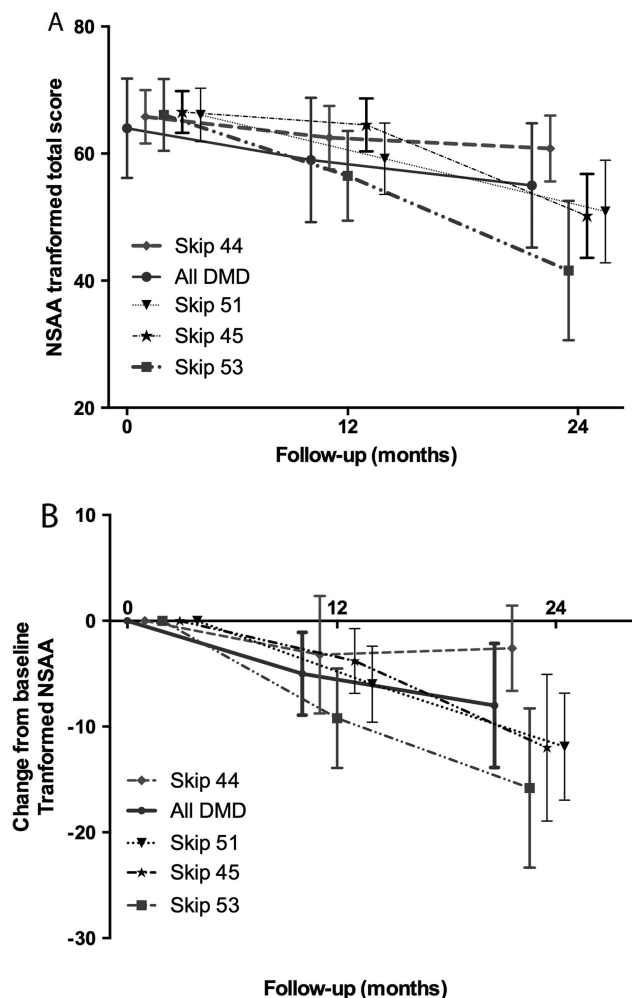 A
80
60
40
20
NSAA tranformed total score
Skip 44
All DMD
Skip 51
Skip 45
Skip 53
0 12 24
Follow-up (months)
B
10
0
-10
-20
-30
Change from baseline
Tranformed NSAA
0 12 24
Skip 44
All DMD
Skip 51
Skip 45
Skip 53
Follow-up (months)